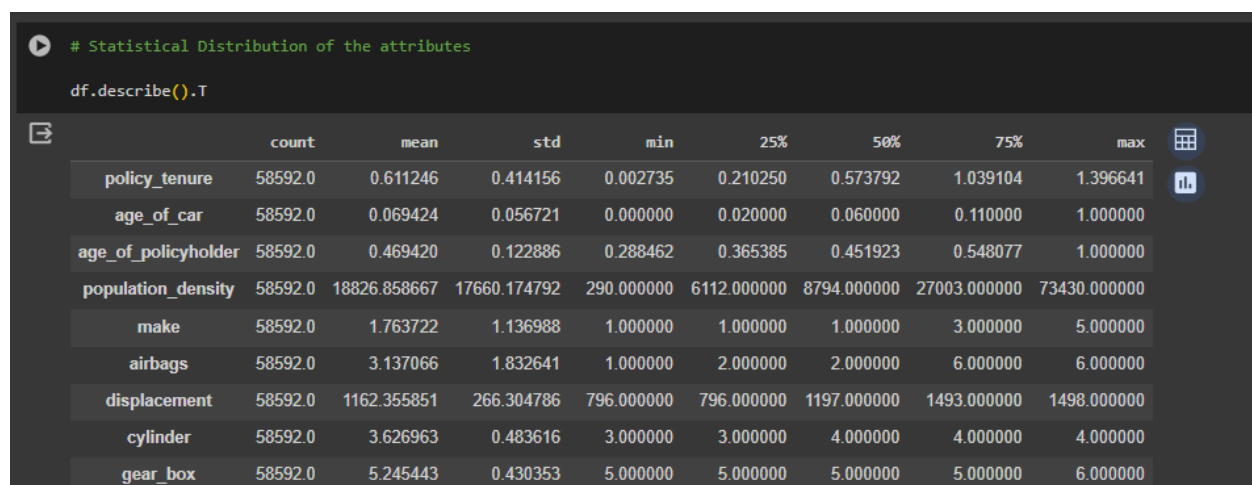 # Statistical Distribution of the attributes
df.describe().T
count mean std min 25% 50% 75% max
policy_tenure 58592.0 0.611246 0.414156 0.002735 0.210250 0.573792 1.039104 1.396641
age_of_car 58592.0 0.069424 0.056721 0.000000 0.020000 0.060000 0.110000 1.000000
age_of_policyholder 58592.0 0.469420 0.122886 0.288462 0.365385 0.451923 0.548077 1.000000
population_density 58592.0 18826.858667 17660.174792 290.000000 6112.000000 8794.000000 27003.000000 73430.000000
make 58592.0 1.763722 1.136988 1.000000 1.000000 1.000000 3.000000 5.000000
airbags 58592.0 3.137066 1.832641 1.000000 2.000000 2.000000 6.000000 6.000000
displacement 58592.0 1162.355851 266.304786 796.000000 796.000000 1197.000000 1493.000000 1498.000000
cylinder 58592.0 3.626963 0.483616 3.000000 3.000000 4.000000 4.000000 4.000000
gear_box 58592.0 5.245443 0.430353 5.000000 5.000000 5.000000 5.000000 6.000000